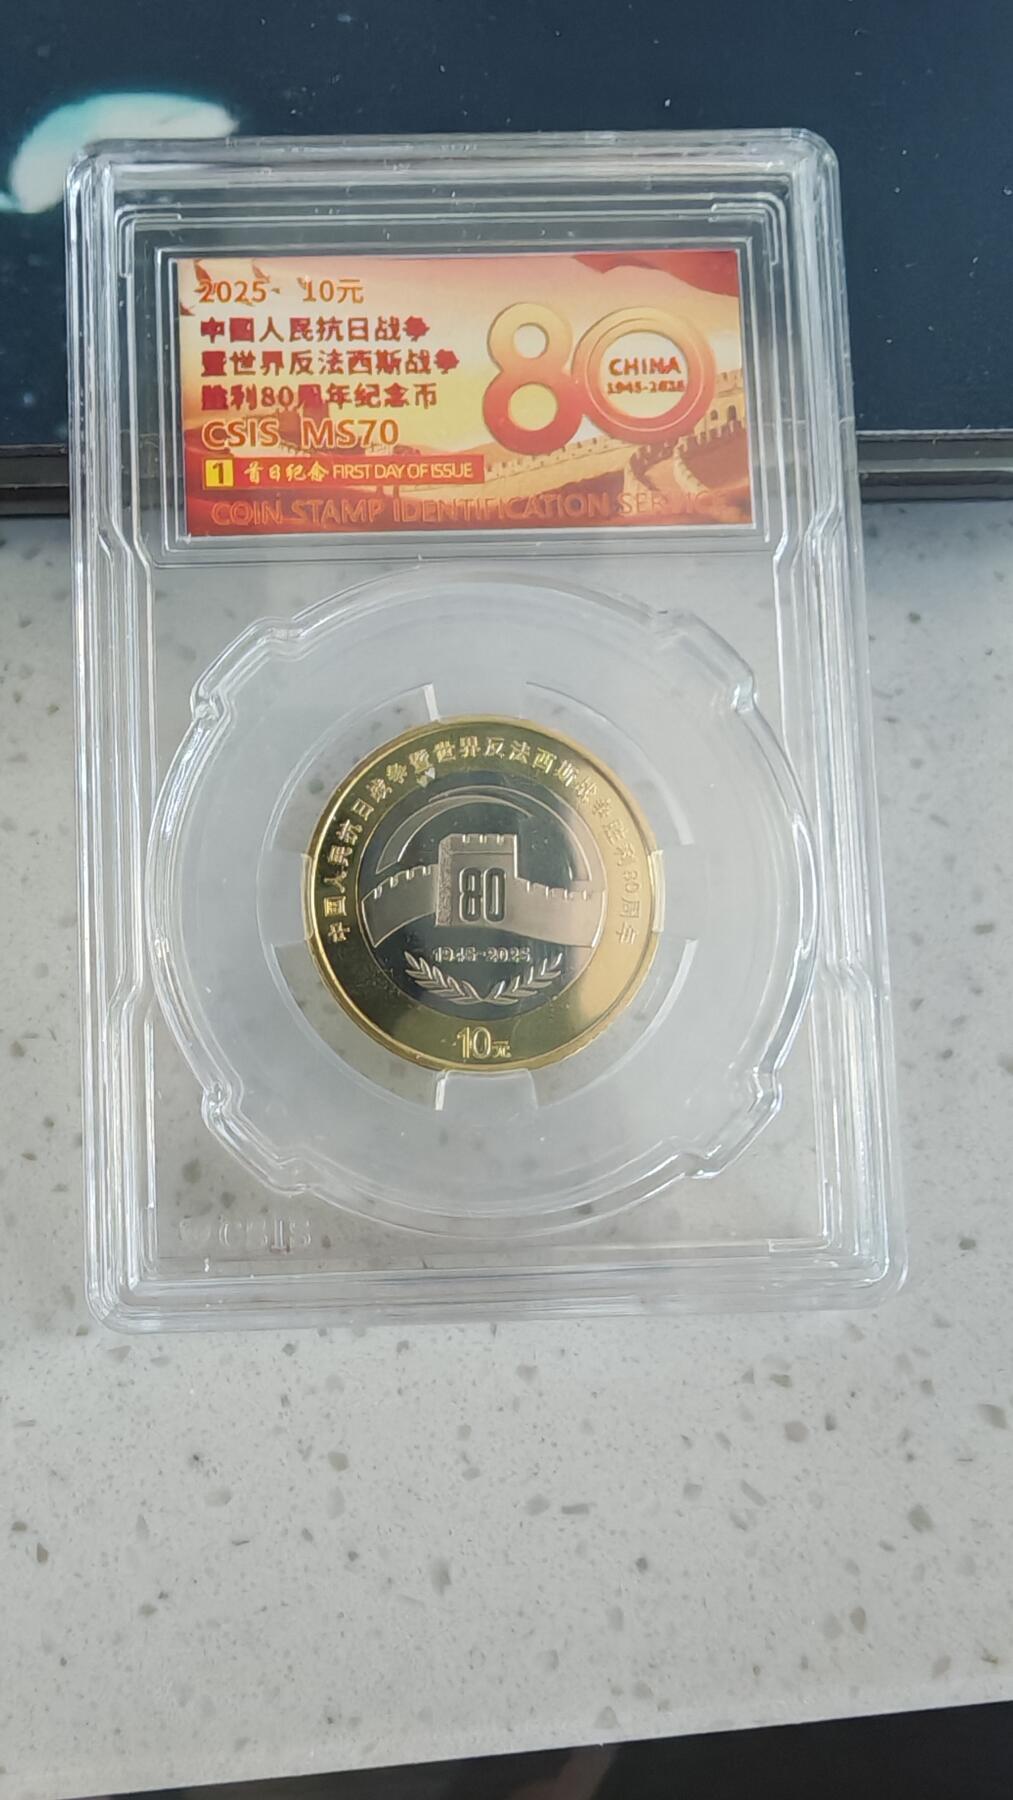 2025 10元
中國人民抗日战争
暨世界反法西斯战争
胜利80周年纪念币
CSIS MS70
1 首日纪念 FIRST DAY OF ISSUE
COIN STAMP IDENTIFICATION SERVICE
80
CHINA
1945-2025
中国人民抗日战争暨世界反法西斯战争胜利80周年
80
1945-2025
10元
CSIS